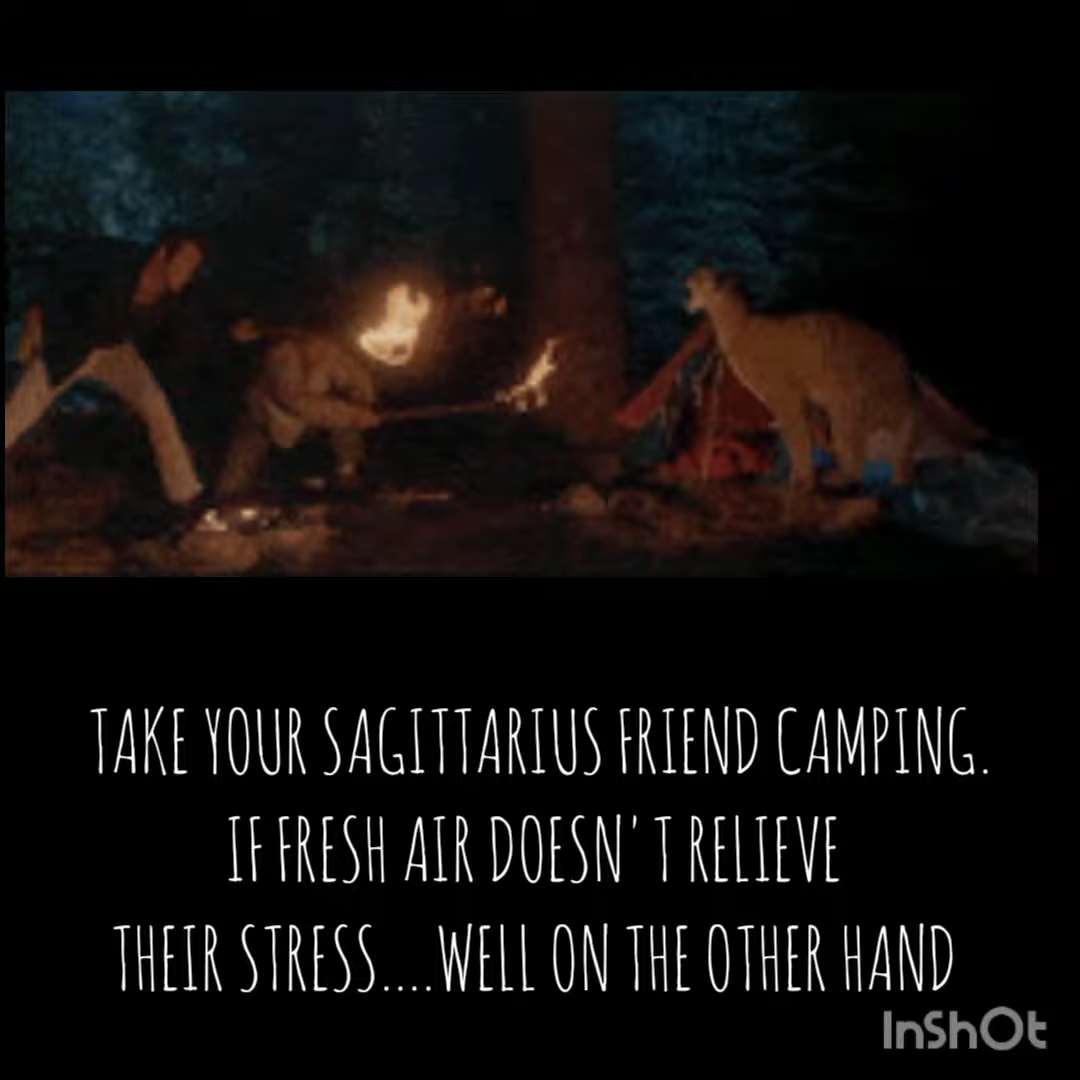 TAKE YOUR SAGITTARIUS FRIEND CAMPING.
IF FRESH AIR DOESN'T RELIEVE
THEIR STRESS....WELL ON THE OTHER HAND
InShOt